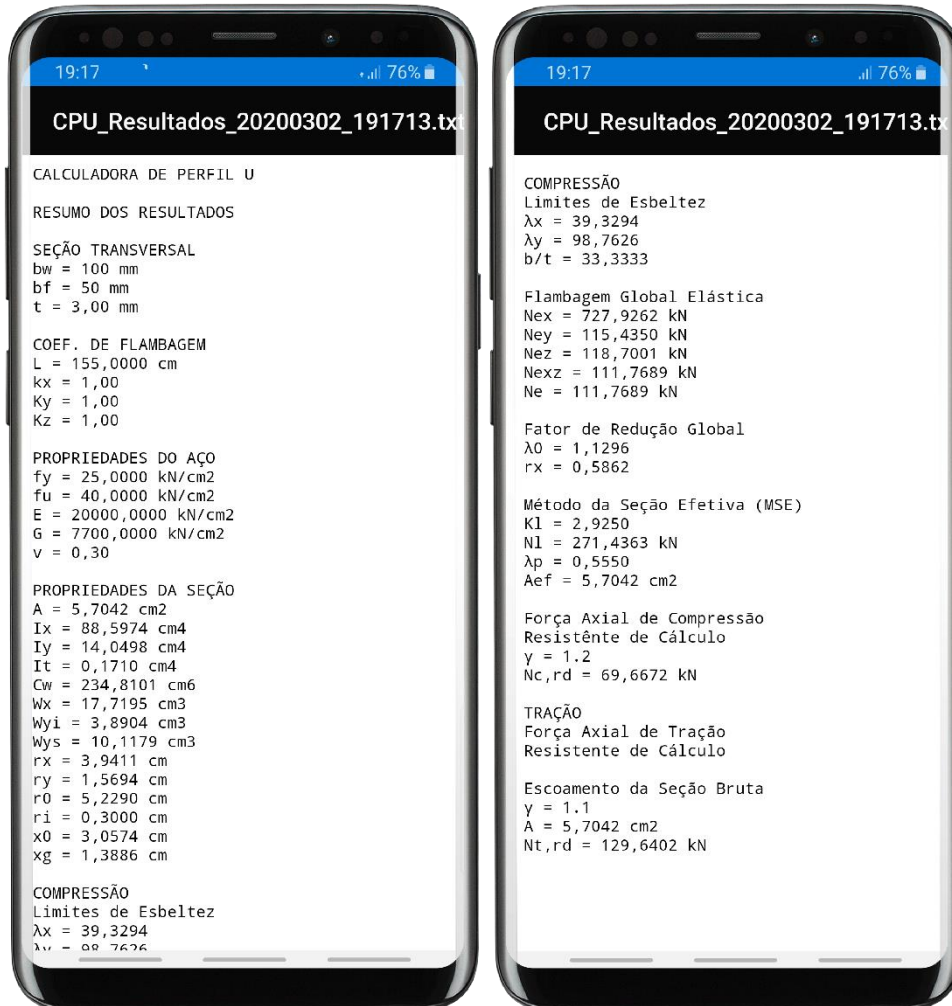 19:17
76%
CPU_Resultados_20200302_191713.txt
CALCULADORA DE PERFIL U
RESUMO DOS RESULTADOS
SEÇÃO TRANSVERSAL
bw = 100 mm
bf = 50 mm
t = 3,00 mm
COEF. DE FLAMBAGEM
L = 155,0000 cm
kx = 1,00
Ky = 1,00
Kz = 1,00
PROPRIEDADES DO AÇO
fy = 25,0000 kN/cm2
fu = 40,0000 kN/cm2
E = 20000,0000 kN/cm2
G = 7700,0000 kN/cm2
v = 0,30
PROPRIEDADES DA SEÇÃO
A = 5,7042 cm2
Ix = 88,5974 cm4
Iy = 14,0498 cm4
It = 0,1710 cm4
Cw = 234,8101 cm6
Wx = 17,7195 cm3
Wyi = 3,8904 cm3
Wys = 10,1179 cm3
rx = 3,9411 cm
ry = 1,5694 cm
r0 = 5,2290 cm
ri = 0,3000 cm
x0 = 3,0574 cm
xg = 1,3886 cm
COMPRESSÃO
Limites de Esbeltez
λx = 39,3294
λy = 98,7626
19:17
76%
CPU_Resultados_20200302_191713.tx
COMPRESSÃO
Limites de Esbeltez
λx = 39,3294
λy = 98,7626
b/t = 33,3333
Flambagem Global Elástica
Nex = 727,9262 kN
Ney = 115,4350 kN
Nez = 118,7001 kN
Nexz = 111,7689 kN
Ne = 111,7689 kN
Fator de Redução Global
λ0 = 1,1296
rx = 0,5862
Método da Seção Efetiva (MSE)
Kl = 2,9250
Nl = 271,4363 kN
λp = 0,5550
Aef = 5,7042 cm2
Força Axial de Compressão
Resistênte de Cálculo
γ = 1.2
Nc,rd = 69,6672 kN
TRAÇÃO
Força Axial de Tração
Resistente de Cálculo
Escoamento da Seção Bruta
γ = 1.1
A = 5,7042 cm2
Nt,rd = 129,6402 kN